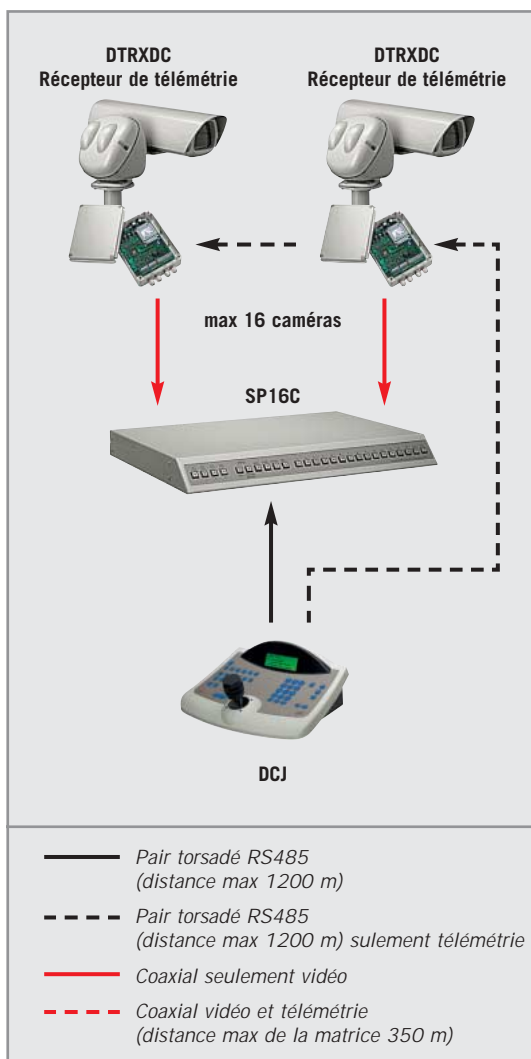 DTRXDC
Récepteur de télémétrie
DTRXDC
Récepteur de télémétrie
max 16 caméras
SP16C
DCJ
Pair torsadé RS485
(distance max 1200 m)
Pair torsadé RS485
(distance max 1200 m) sulement télémétrie
Coaxial seulement vidéo
Coaxial vidéo et télémétrie
(distance max de la matrice 350 m)